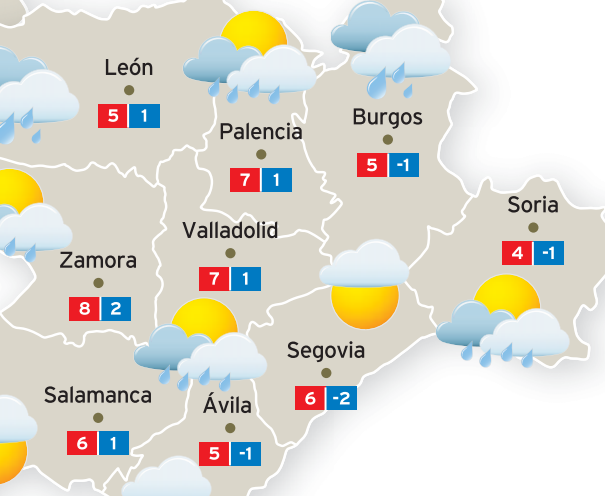 León
5 1
Palencia
7 1
Burgos
5 -1
Soria
4 -1
Valladolid
7 1
Zamora
8 2
Segovia
6 -2
Salamanca
6 1
Ávila
5 -1